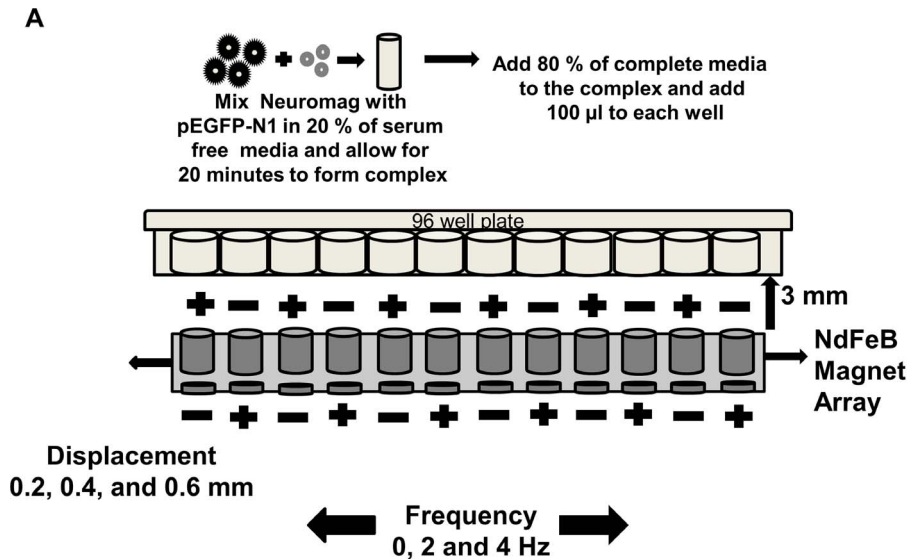 A
Mix Neuromag with
pEGFP-N1 in 20 % of serum
free media and allow for
20 minutes to form complex
Add 80 % of complete media
to the complex and add
100 µl to each well
96 well plate
+ − + − + − + − + − + −
3 mm
NdFeB
Magnet
Array
− + − + − + − + − + − +
Displacement
0.2, 0.4, and 0.6 mm
Frequency
0, 2 and 4 Hz